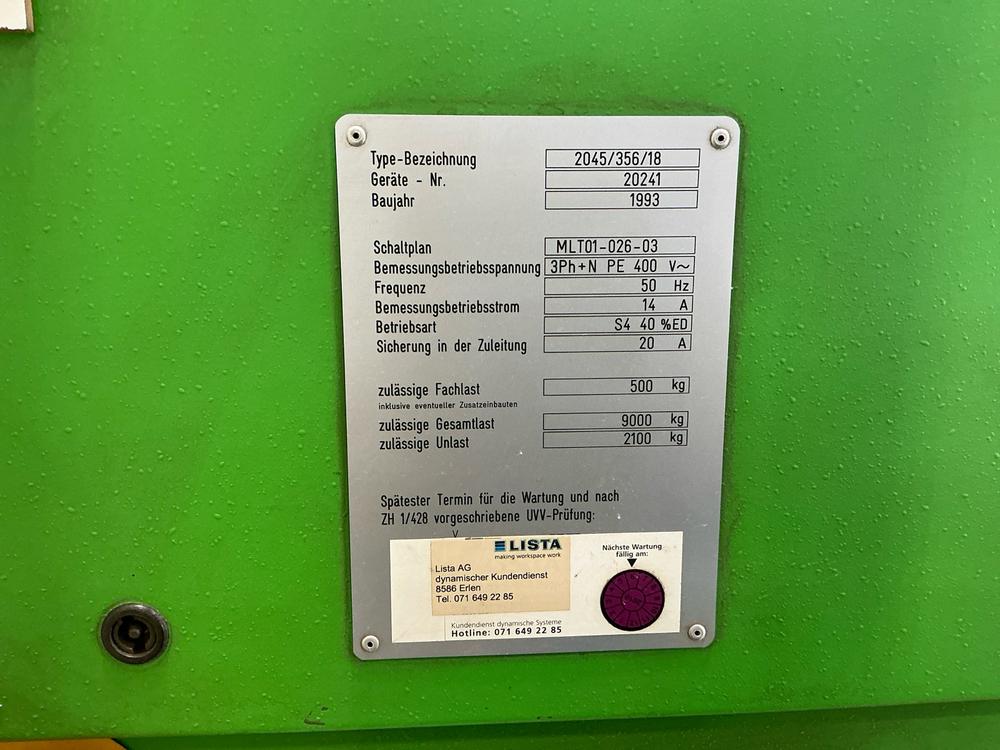 Type-Bezeichnung 2045/356/18
Geräte - Nr. 20241
Baujahr 1993
Schaltplan MLT01-026-03
Bemessungsbetriebsspannung 3Ph+N PE 400 V~
Frequenz 50 Hz
Bemessungsbetriebsstrom 14 A
Betriebsart S4 40 %ED
Sicherung in der Zuleitung 20 A
zulässige Fachlast 500 kg
inklusive eventueller Zusatzeinbauten
zulässige Gesamtlast 9000 kg
zulässige Unlast 2100 kg
Spätester Termin für die Wartung und nach
ZH 1/428 vorgeschriebene UVV-Prüfung:
LISTA
making workspace work
Lista AG
dynamischer Kundendienst
8586 Erlen
Tel. 071 649 22 85
Nächste Wartung
fällig am:
Kundendienst dynamische Systeme
Hotline: 071 649 22 85